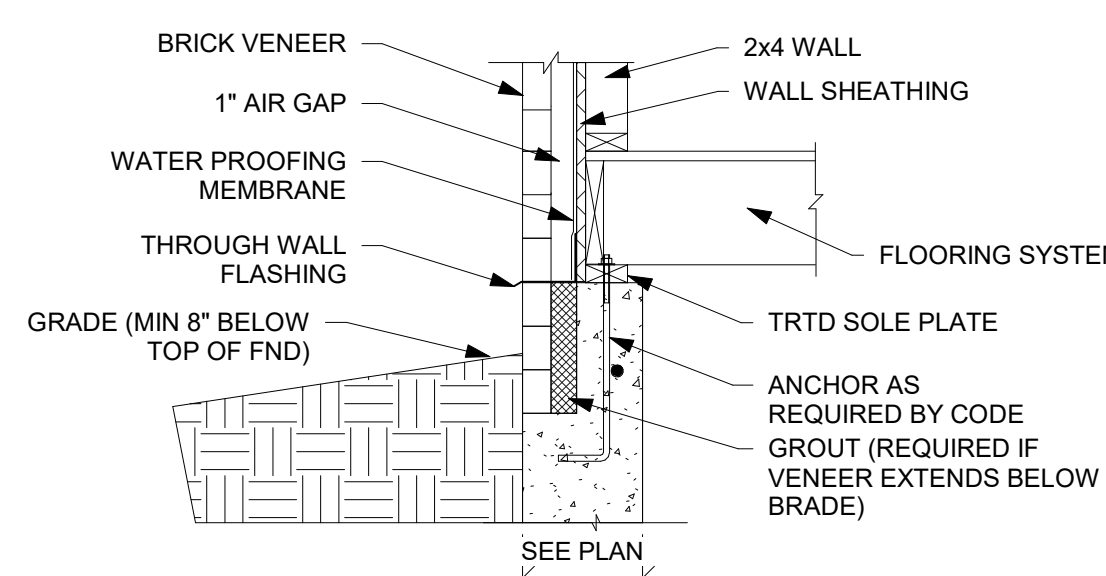 BRICK VENEER
1" AIR GAP
WATER PROOFING
MEMBRANE
THROUGH WALL
FLASHING
GRADE (MIN 8" BELOW
TOP OF FND)
2x4 WALL
WALL SHEATHING
FLOORING SYSTEM
TRTD SOLE PLATE
ANCHOR AS
REQUIRED BY CODE
GROUT (REQUIRED IF
VENEER EXTENDS BELOW
BRADE)
SEE PLAN